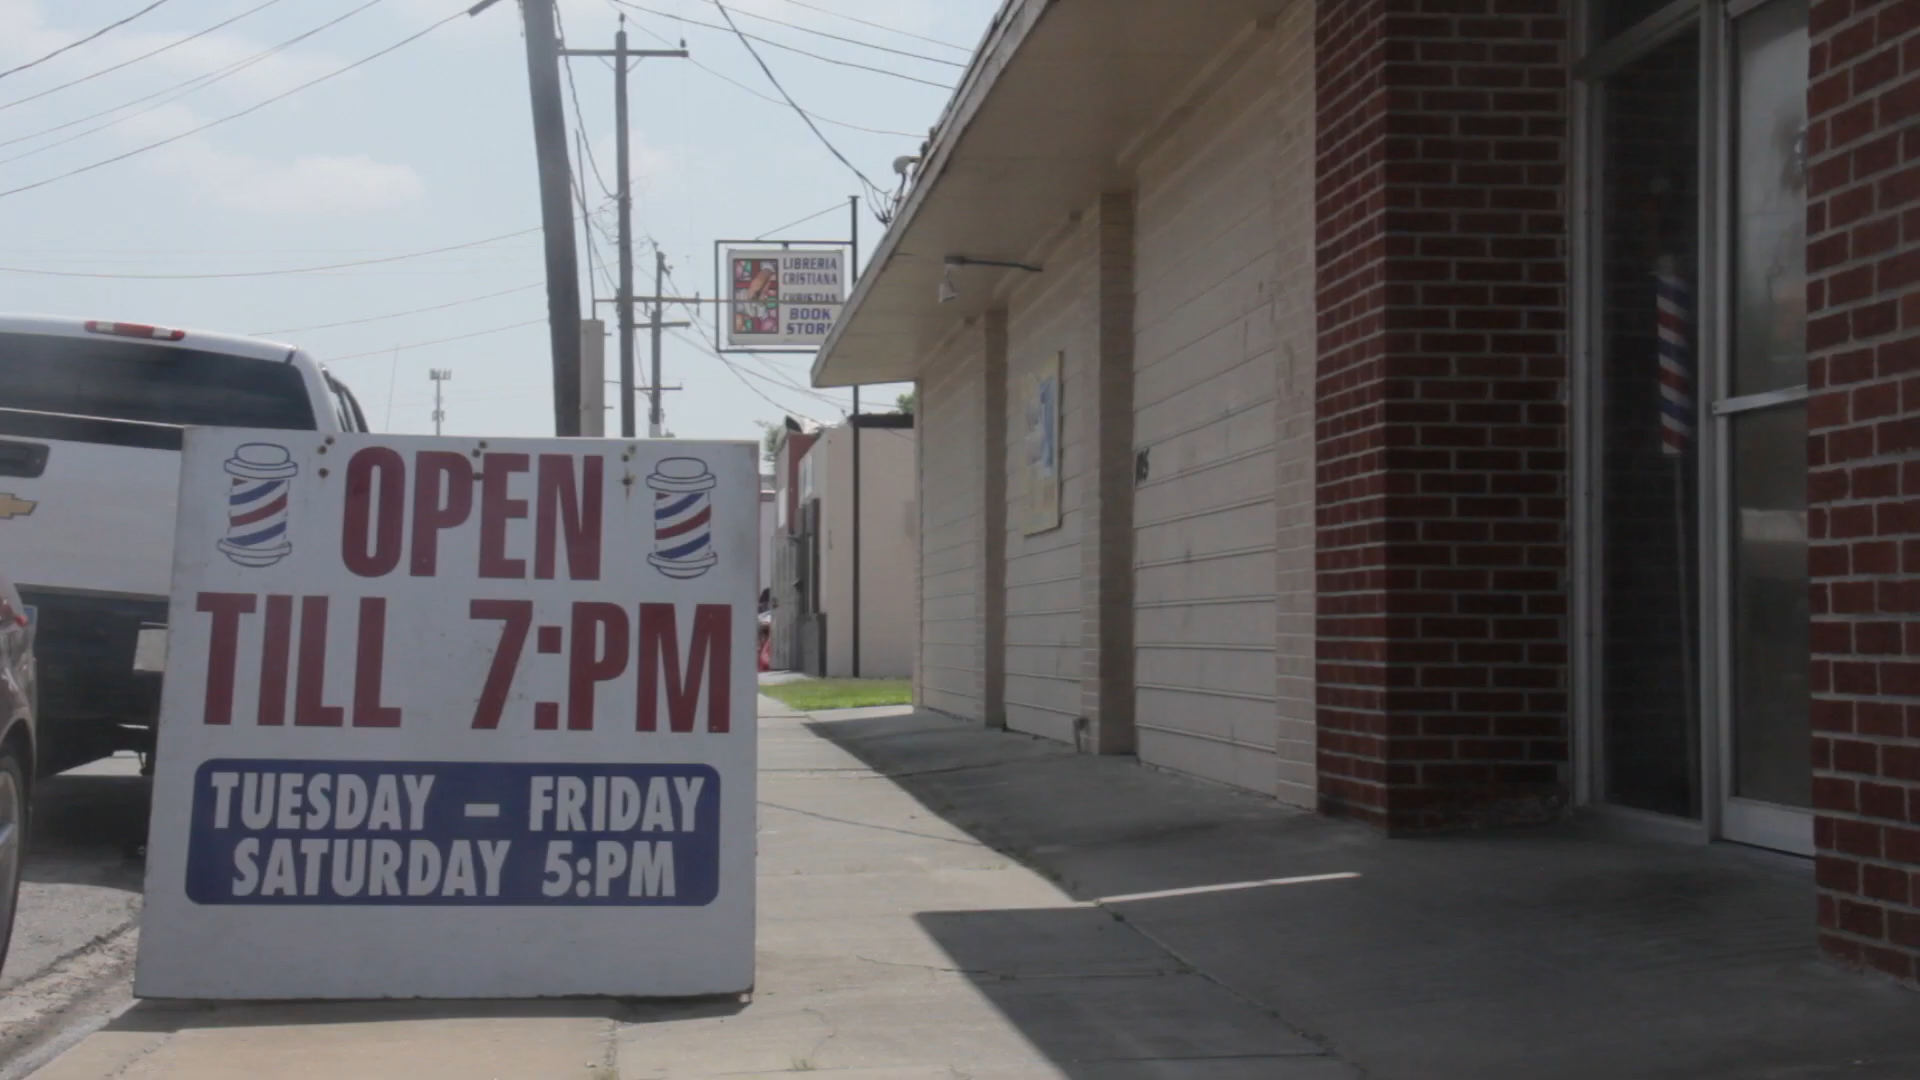 OPEN
TILL 7:PM
TUESDAY – FRIDAY
SATURDAY 5:PM
LIBRERIA
CRISTIANA
CHRISTIAN
BOOK
STORE